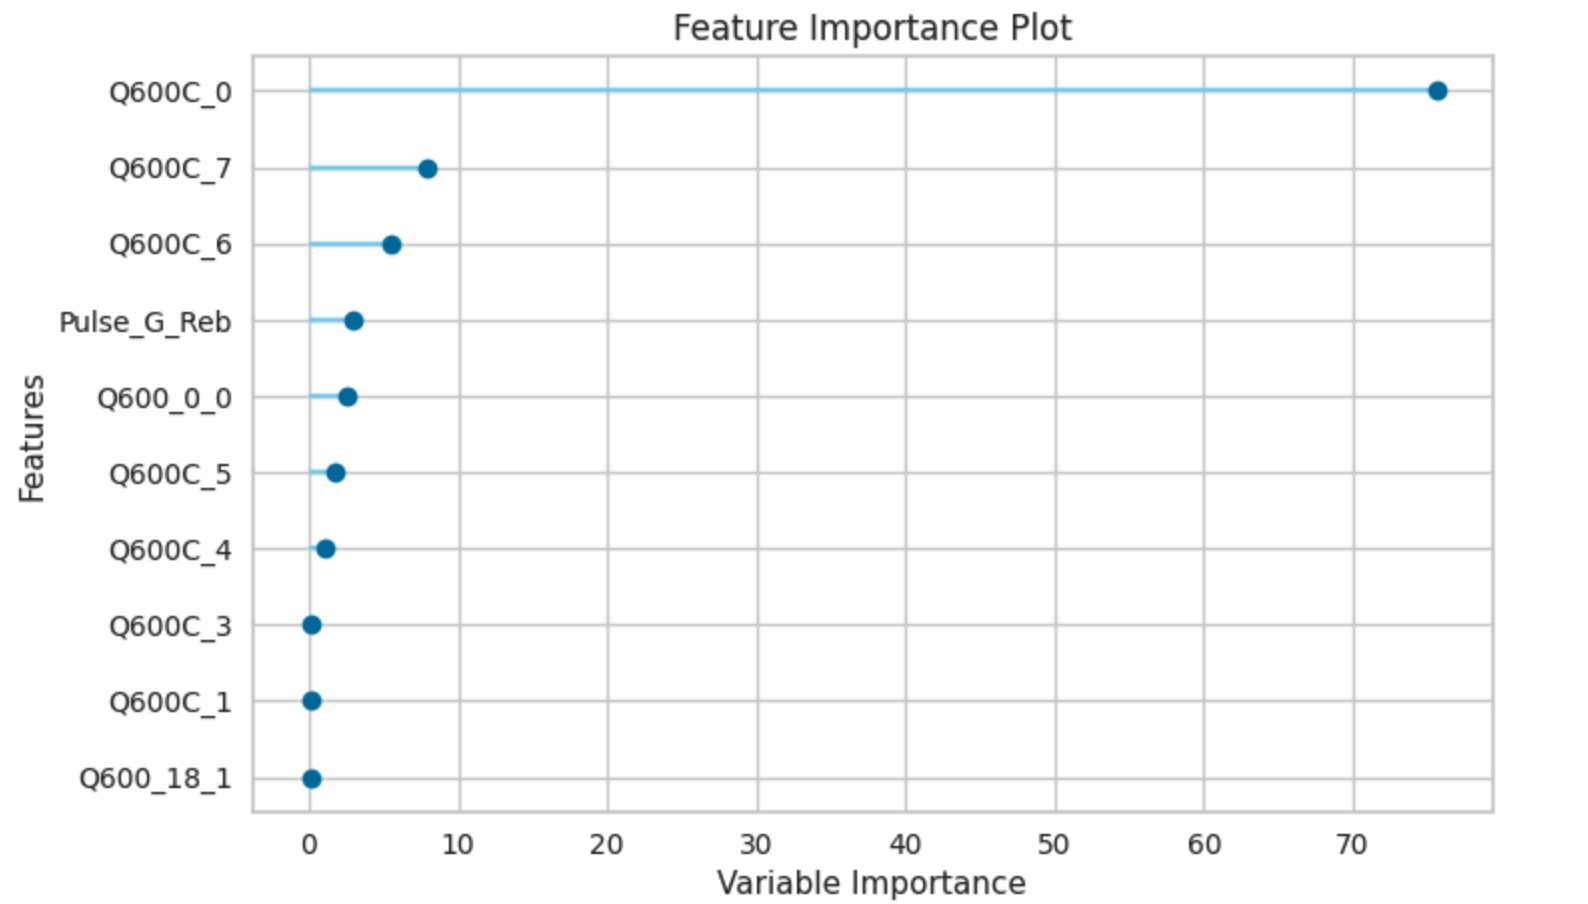 Feature Importance Plot
Q600C_0
Q600C_7
Q600C_6
Pulse_G_Reb
Q600_0_0
Q600C_5
Q600C_4
Q600C_3
Q600C_1
Q600_18_1
Features
0 10 20 30 40 50 60 70
Variable Importance